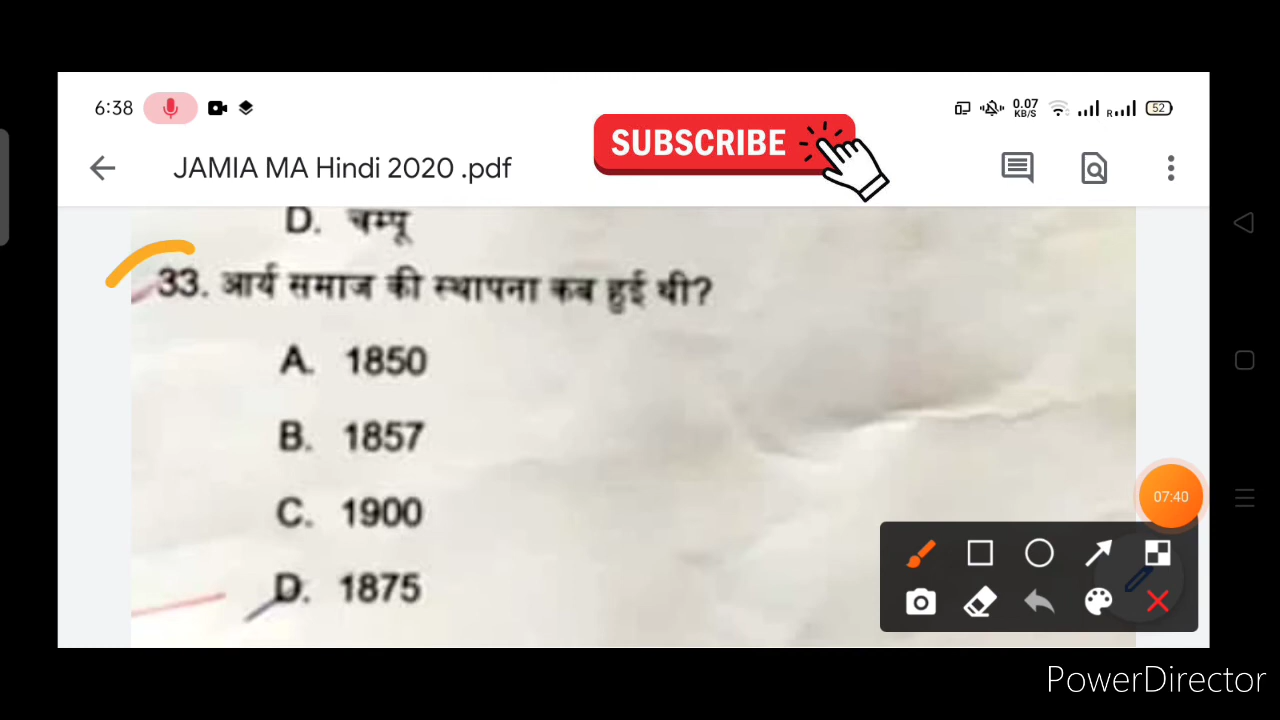 6:38
0.07
KB/S
R
52
JAMIA MA Hindi 2020 .pdf
SUBSCRIBE
D. चम्पू
33. आर्य समाज की स्थापना कब हुई थी?
A. 1850
B. 1857
C. 1900
D. 1875
07:40
PowerDirector